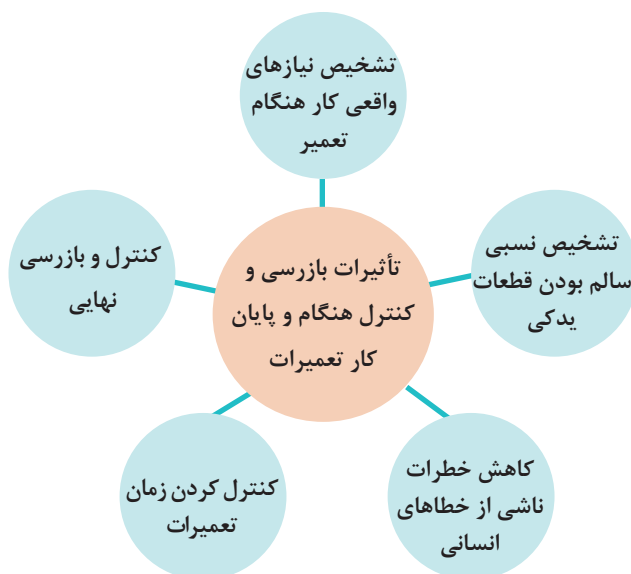 تشخیص نیازهای
واقعی کار هنگام
تعمیر
تشخیص نسبی
سالم بودن قطعات
یدکی
کنترل و بازرسی
نهایی
تأثیرات بازرسی و
کنترل هنگام و پایان
کار تعمیرات
کاهش خطرات
ناشی از خطاهای
انسانی
کنترل کردن زمان
تعمیرات